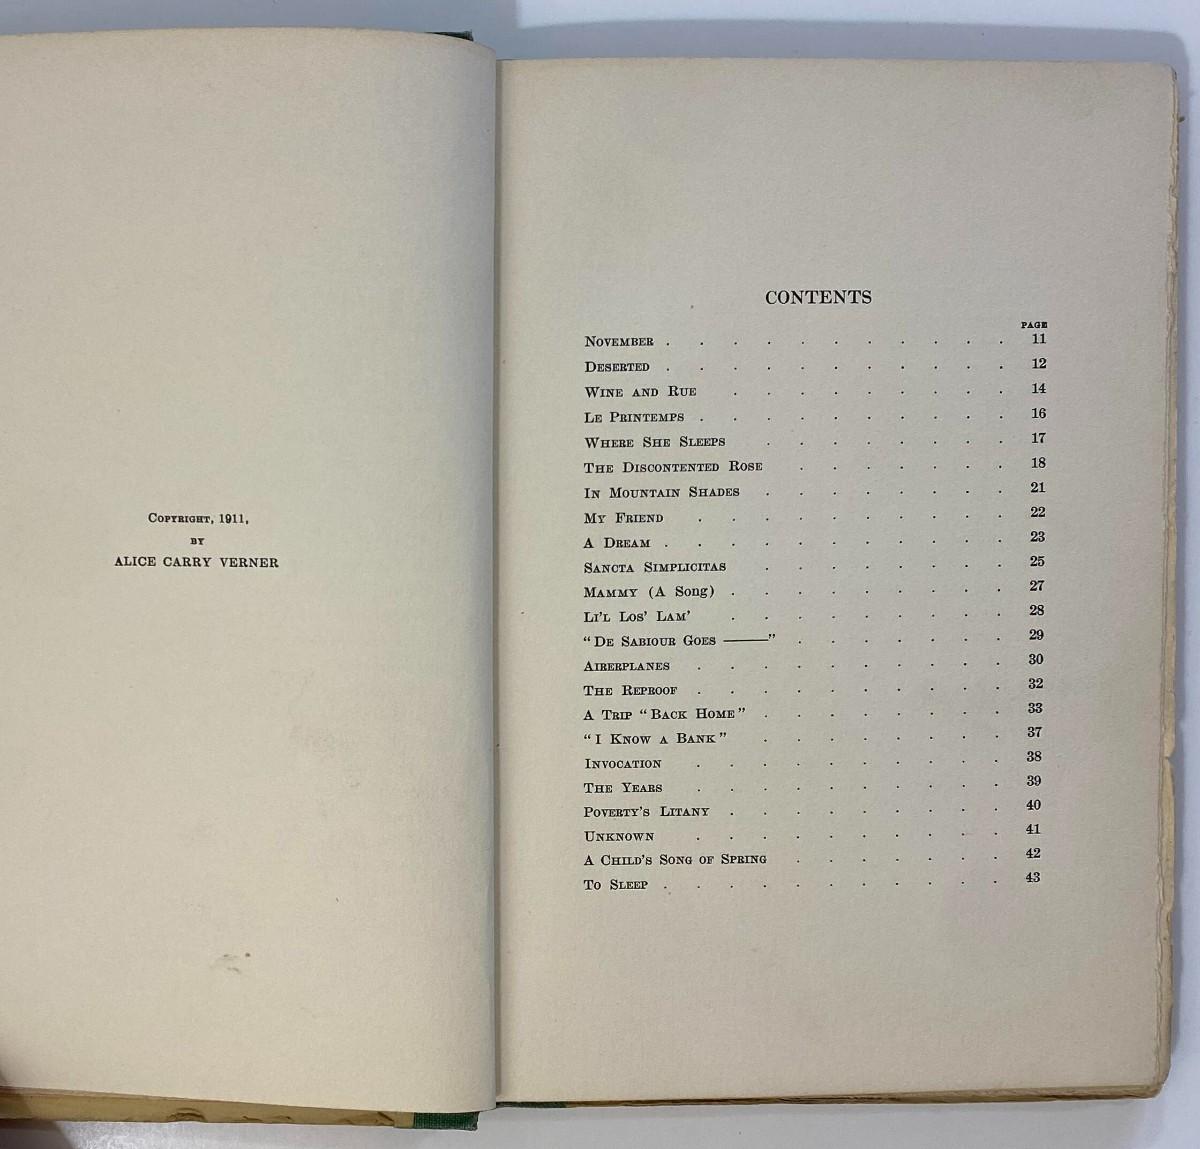 Copyright, 1911,
BY
ALICE CARRY VERNER
CONTENTS
PAGE
November . . . . . . . . . . . 11
Deserted . . . . . . . . . . . 12
Wine and Rue . . . . . . . . . 14
Le Printemps . . . . . . . . . . 16
Where She Sleeps . . . . . . . . 17
The Discontented Rose . . . . . . . 18
In Mountain Shades . . . . . . . . 21
My Friend . . . . . . . . . . 22
A Dream . . . . . . . . . . . 23
Sancta Simplicitas . . . . . . . . 25
Mammy (A Song) . . . . . . . . . 27
Li'l Los' Lam' . . . . . . . . . 28
"De Sabiour Goes ———" . . . . . . . 29
Airerplanes . . . . . . . . . . 30
The Reproof . . . . . . . . . . 32
A Trip "Back Home" . . . . . . . . 33
"I Know a Bank" . . . . . . . . 37
Invocation . . . . . . . . . . 38
The Years . . . . . . . . . . 39
Poverty's Litany . . . . . . . . . 40
Unknown . . . . . . . . . . 41
A Child's Song of Spring . . . . . . . 42
To Sleep . . . . . . . . . . . 43